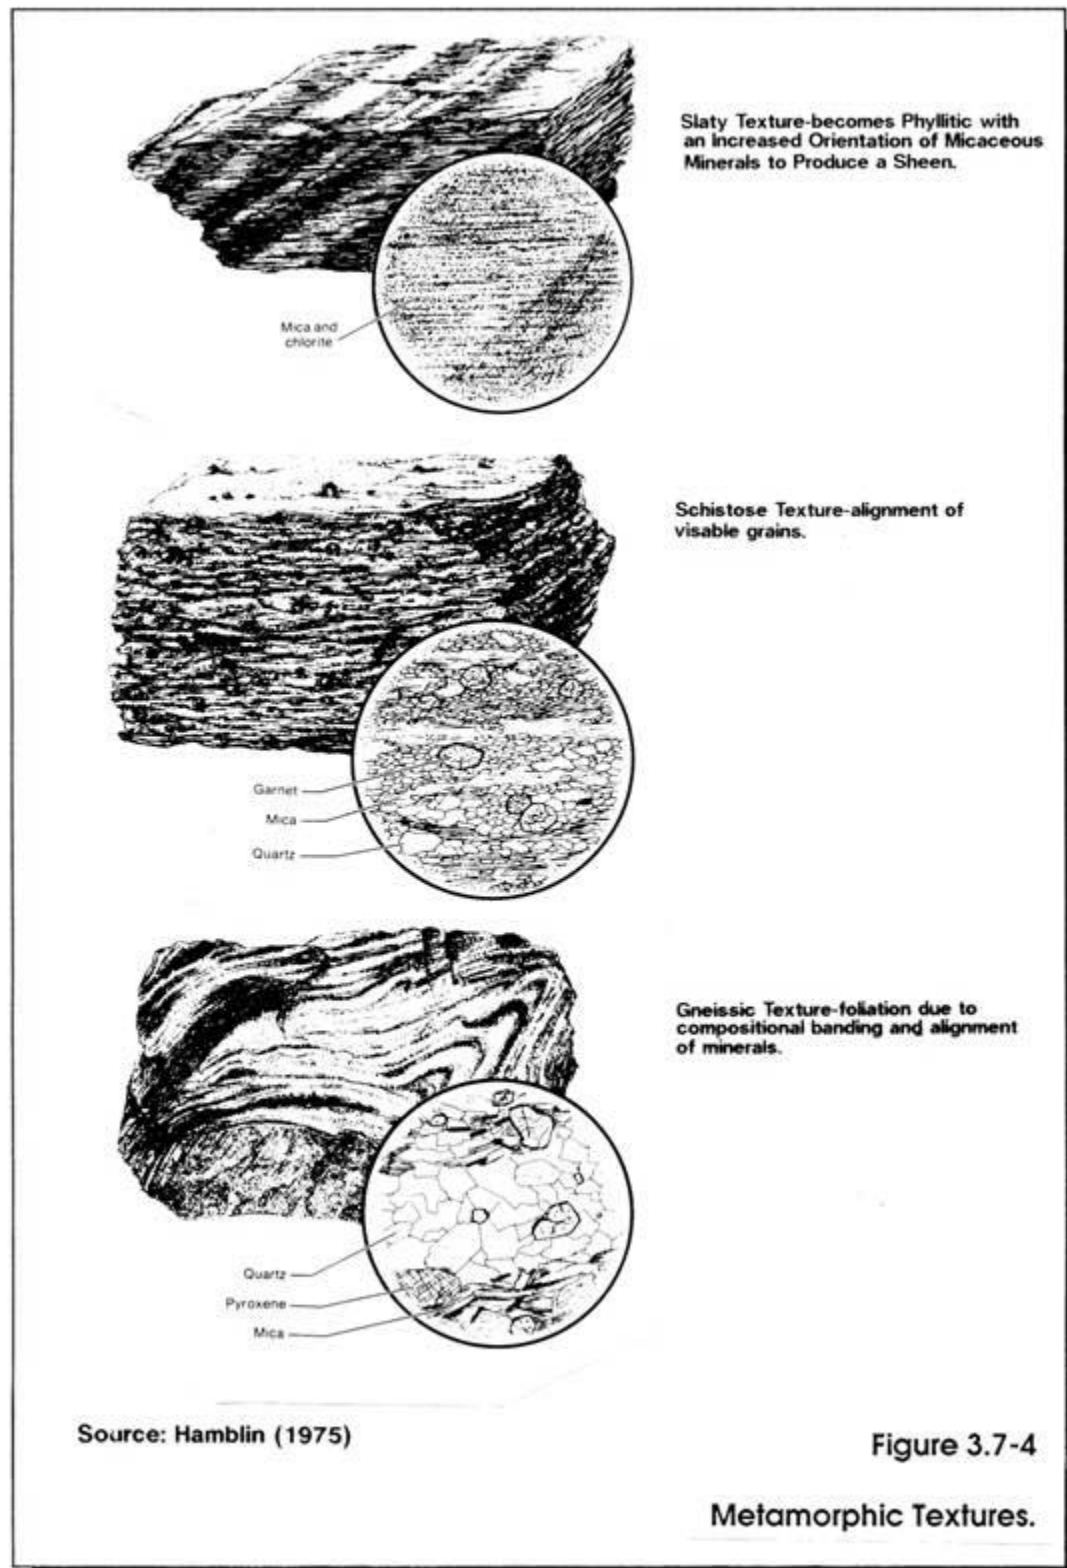 Slaty Texture-becomes Phyllitic with
an Increased Orientation of Micaceous
Minerals to Produce a Sheen.
Mica and
chlorite
Schistose Texture-alignment of
visable grains.
Garnet
Mica
Quartz
Gneissic Texture-foliation due to
compositional banding and alignment
of minerals.
Quartz
Pyroxene
Mica
Source: Hamblin (1975)
Figure 3.7-4
Metamorphic Textures.